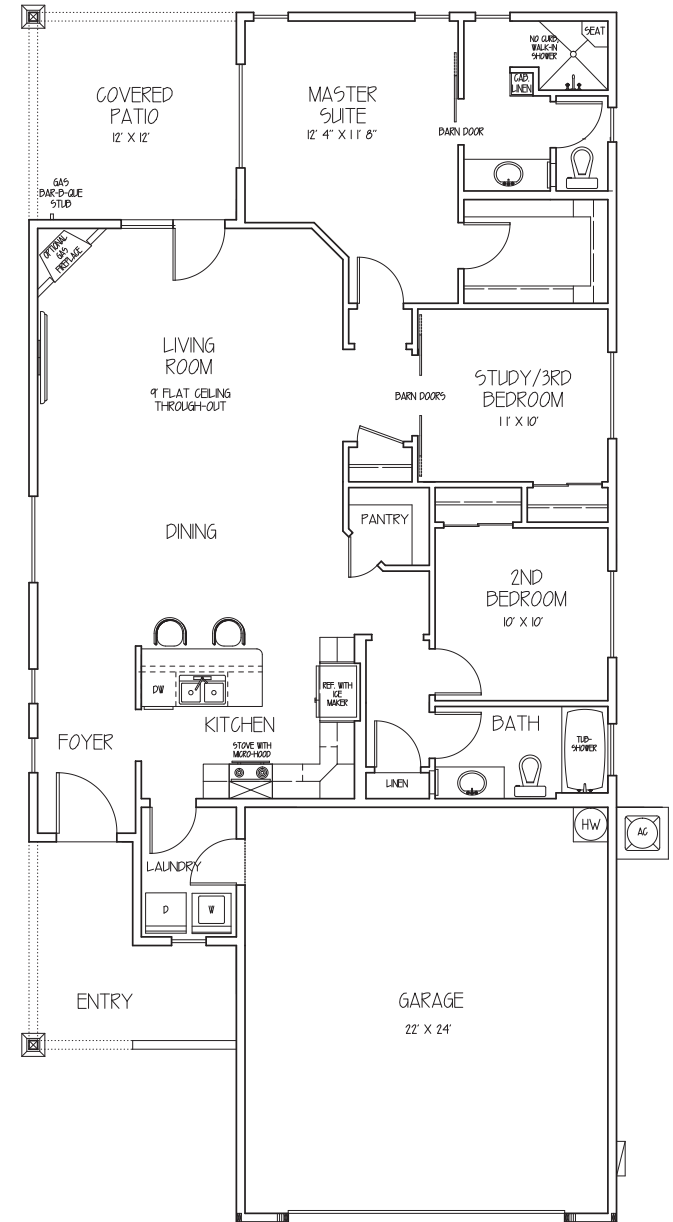 SEAT
NO CURB,
WALK-IN
SHOWER
CAB.
LINEN
COVERED
PATIO
12' X 12'
MASTER
SUITE
12' 4" X 11' 8"
BARN DOOR
GAS
BAR-B-QUE
STUB
OPTIONAL
GAS
FIREPLACE
LIVING
ROOM
9' FLAT CEILING
THROUGH-OUT
BARN DOORS
STUDY/3RD
BEDROOM
11' X 10'
DINING
PANTRY
2ND
BEDROOM
10' X 10'
DW
REF. WITH
ICE
MAKER
KITCHEN
STOVE WITH
MICRO-HOOD
FOYER
BATH
TUB-
SHOWER
LINEN
HW
AC
LAUNDRY
D
W
ENTRY
GARAGE
22' X 24'